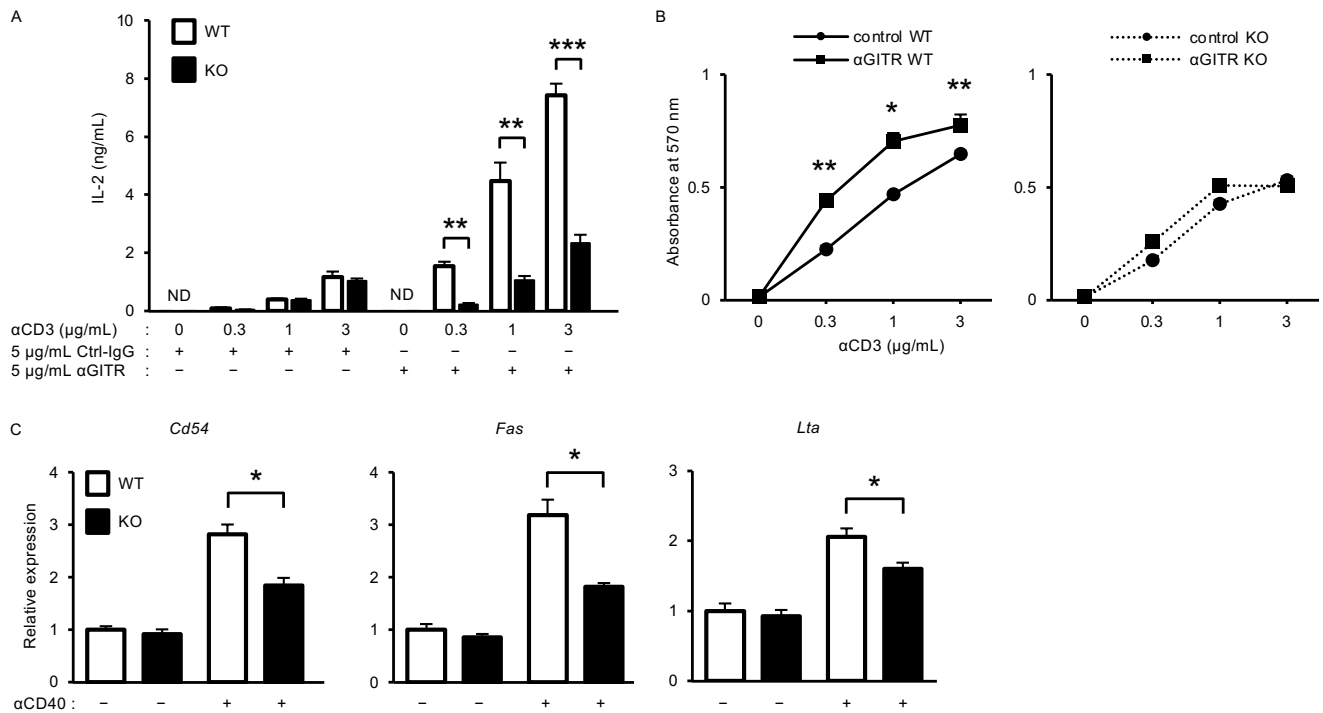 A
10
8
6
4
2
0
IL-2 (ng/mL)
WT
KO
ND
**
**
***
ND
αCD3 (μg/mL) : 0 0.3 1 3 0 0.3 1 3
5 μg/mL Ctrl-IgG : + + + + − − − −
5 μg/mL αGITR : − − − − + + + +
B
control WT
αGITR WT
1
0.5
0
Absorbance at 570 nm
**
*
**
0 0.3 1 3
αCD3 (μg/mL)
control KO
αGITR KO
1
0.5
0
0 0.3 1 3
C
Cd54
4
3
2
1
0
Relative expression
WT
KO
*
Fas
4
3
2
1
0
*
Lta
3
2
1
0
*
αCD40 : − − + + − − + + − − + +